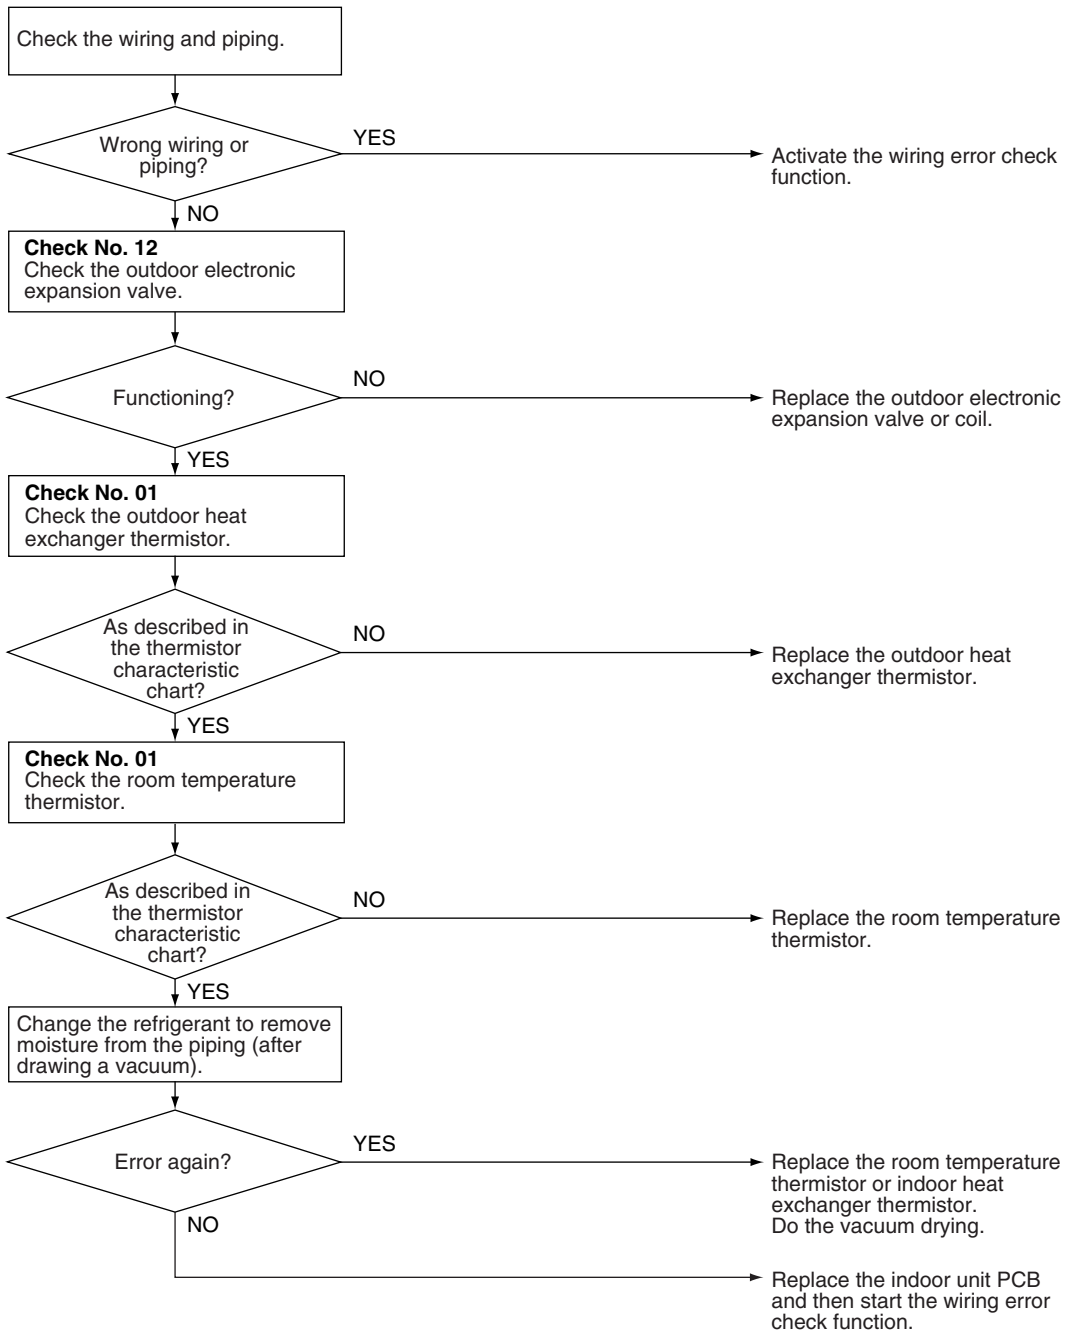 Check the wiring and piping.
Wrong wiring or
piping?
YES
Activate the wiring error check
function.
NO
Check No. 12
Check the outdoor electronic
expansion valve.
Functioning?
NO
Replace the outdoor electronic
expansion valve or coil.
YES
Check No. 01
Check the outdoor heat
exchanger thermistor.
As described in
the thermistor
characteristic
chart?
NO
Replace the outdoor heat
exchanger thermistor.
YES
Check No. 01
Check the room temperature
thermistor.
As described in
the thermistor
characteristic
chart?
NO
Replace the room temperature
thermistor.
YES
Change the refrigerant to remove
moisture from the piping (after
drawing a vacuum).
Error again?
YES
Replace the room temperature
thermistor or indoor heat
exchanger thermistor.
Do the vacuum drying.
NO
Replace the indoor unit PCB
and then start the wiring error
check function.